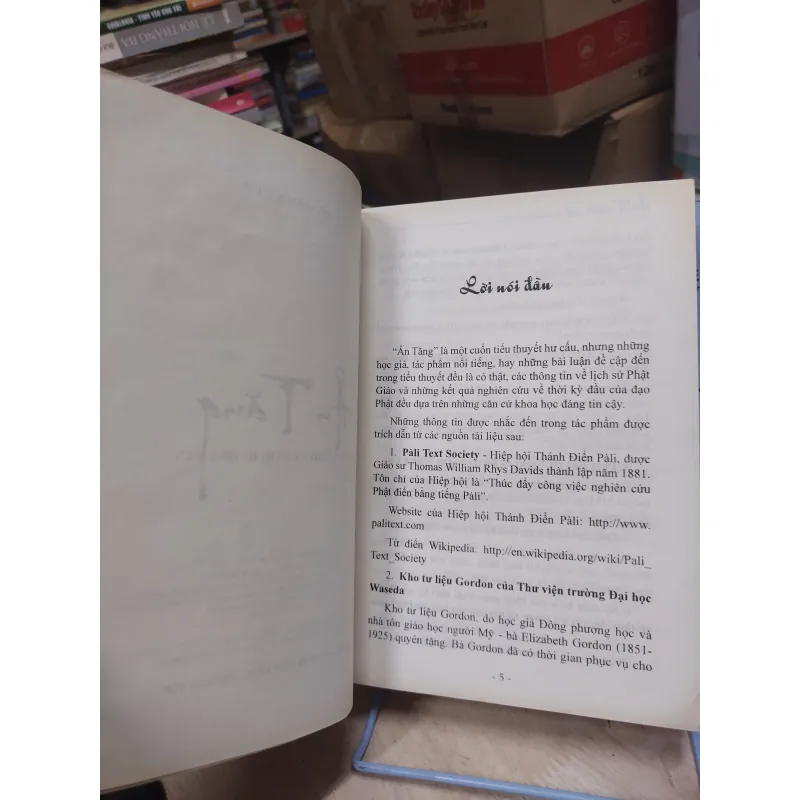 LỄ HỘI THÁNG BA
Lời nói đầu
"Ẩn Tăng" là một cuốn tiểu thuyết hư cấu, nhưng những
học giả, tác phẩm nổi tiếng, hay những bài luận đề cập đến
trong tiểu thuyết đều là có thật, các thông tin về lịch sử Phật
Giáo và những kết quả nghiên cứu về thời kỳ đầu của đạo
Phật đều dựa trên những căn cứ khoa học đáng tin cậy.
Những thông tin được nhắc đến trong tác phẩm được
trích dẫn từ các nguồn tài liệu sau:
1. Pàli Text Society - Hiệp hội Thánh Điển Pàli, được
Giáo sư Thomas William Rhys Davids thành lập năm 1881.
Tôn chỉ của Hiệp hội là "Thúc đẩy công việc nghiên cứu
Phật điển bằng tiếng Pàli".
Website của Hiệp hội Thánh Điển Pàli: http://www.
palitext.com
Từ điển Wikipedia: http://en.wikipedia.org/wiki/Pali_
Text_Society
2. Kho tư liệu Gordon của Thư viện trường Đại học
Waseda
Kho tư liệu Gordon, do học giả Đông phương học và
nhà tôn giáo học người Mỹ - bà Elizabeth Gordon (1851-
1925) quyên tặng. Bà Gordon đã có thời gian phục vụ cho
- 5 -